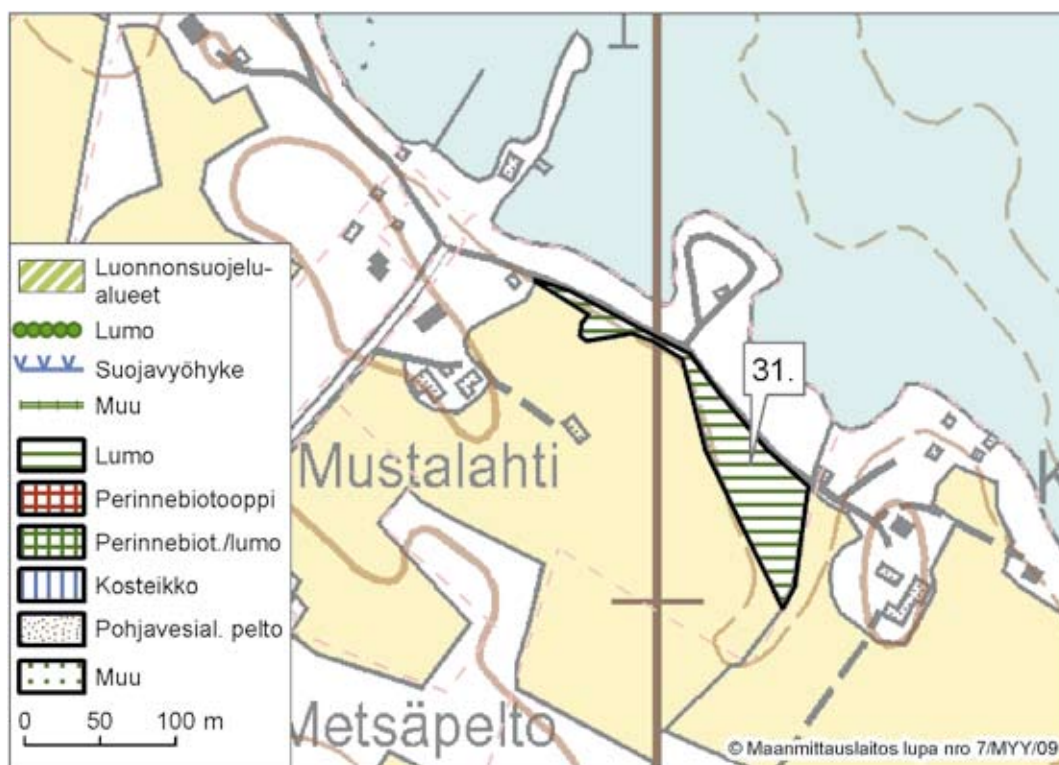 Luonnonsuojelu-
alueet
Lumo
Suojavyöhyke
Muu
Lumo
Perinnebiotooppi
Perinnebiot./lumo
Kosteikko
Pohjavesial. pelto
Muu
0 50 100 m
31.
Mustalahti
K
Metsäpelto
© Maanmittauslaitos lupa nro 7/MYY/09